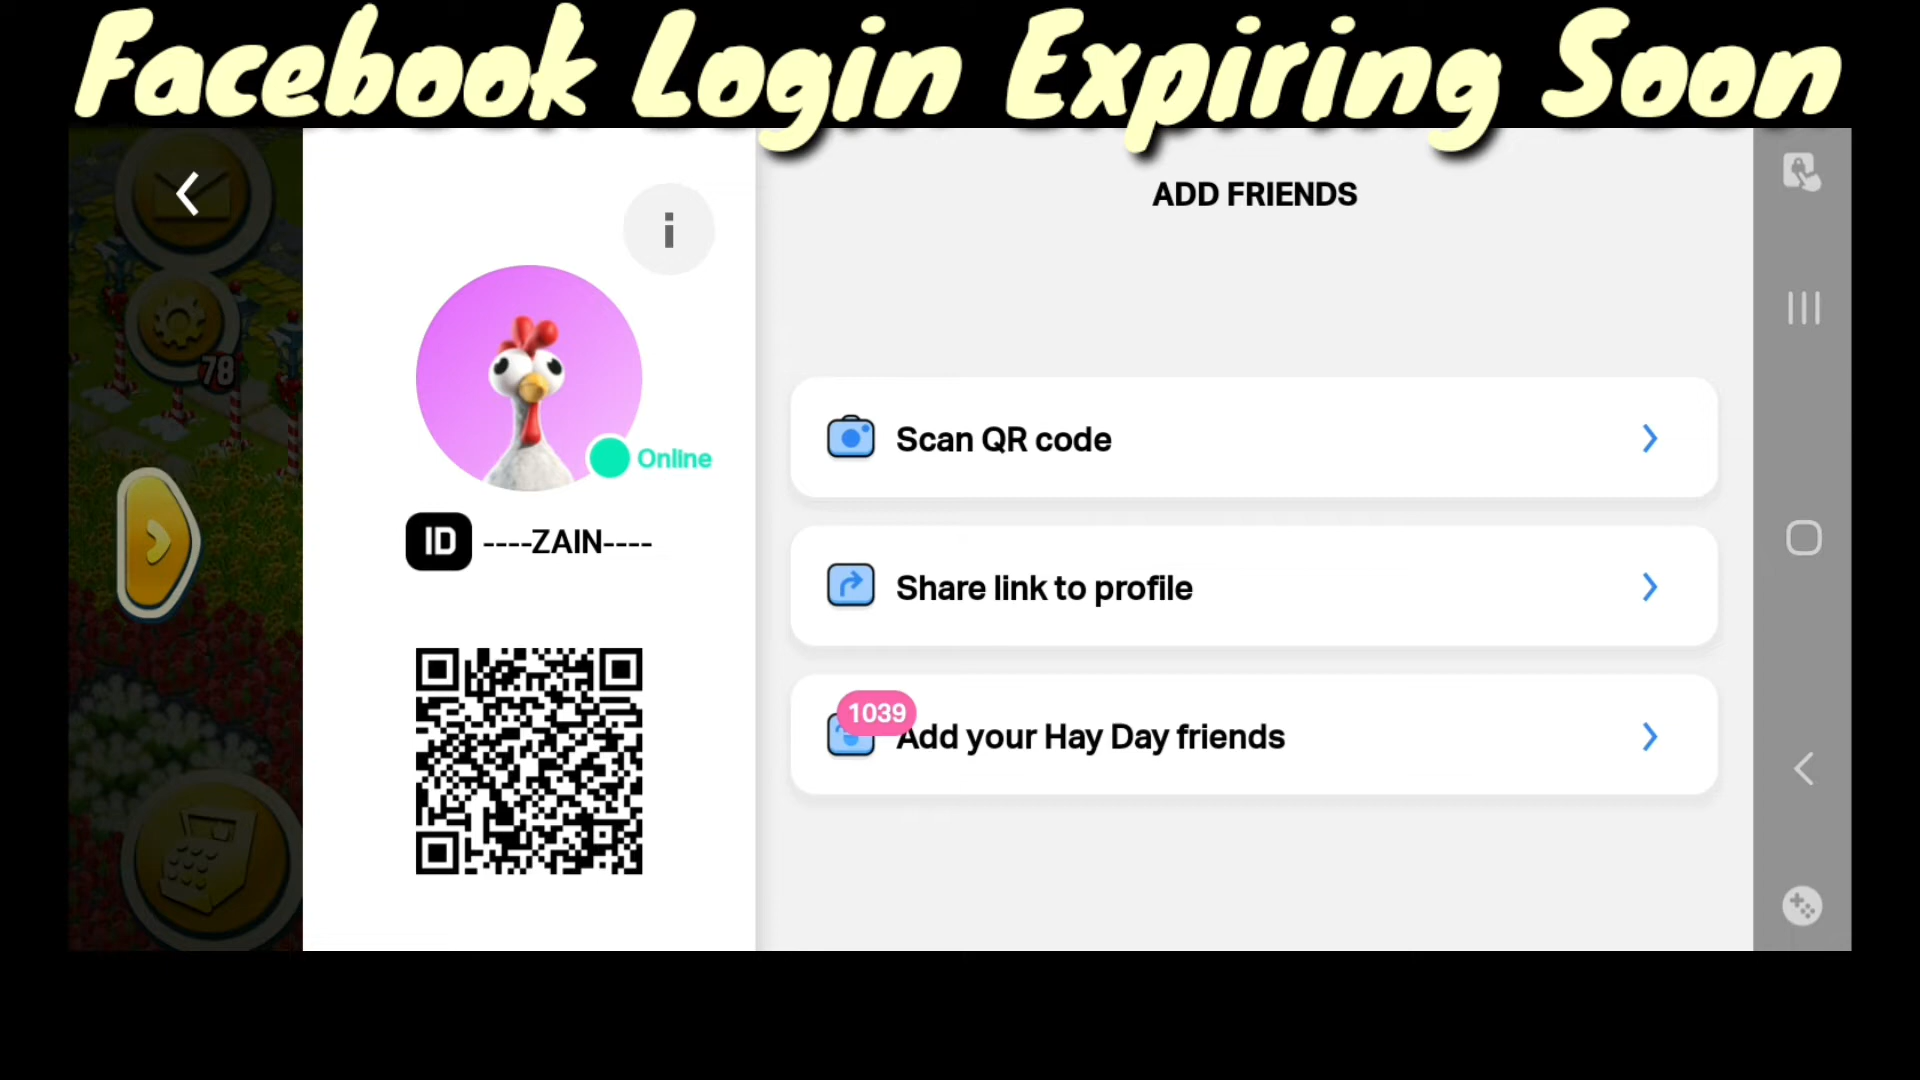 Facebook Login Expiring Soon
ADD FRIENDS
i
78
Online
ID ----ZAIN----
Scan QR code
Share link to profile
1039
Add your Hay Day friends